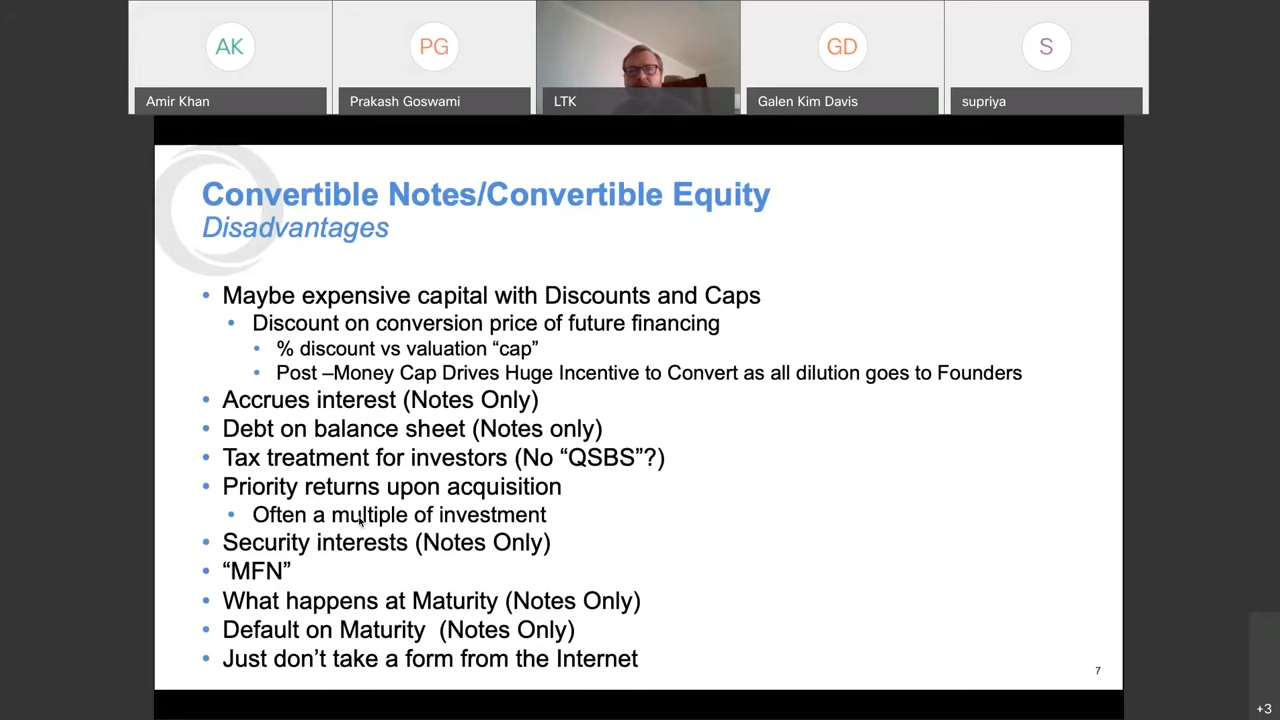 AK
PG
GD
S
Amir Khan
Prakash Goswami
LTK
Galen Kim Davis
supriya
Convertible Notes/Convertible Equity
Disadvantages
• Maybe expensive capital with Discounts and Caps
• Discount on conversion price of future financing
• % discount vs valuation “cap”
• Post –Money Cap Drives Huge Incentive to Convert as all dilution goes to Founders
• Accrues interest (Notes Only)
• Debt on balance sheet (Notes only)
• Tax treatment for investors (No “QSBS”?)
• Priority returns upon acquisition
• Often a multiple of investment
• Security interests (Notes Only)
• “MFN”
• What happens at Maturity (Notes Only)
• Default on Maturity (Notes Only)
• Just don’t take a form from the Internet
7
+3